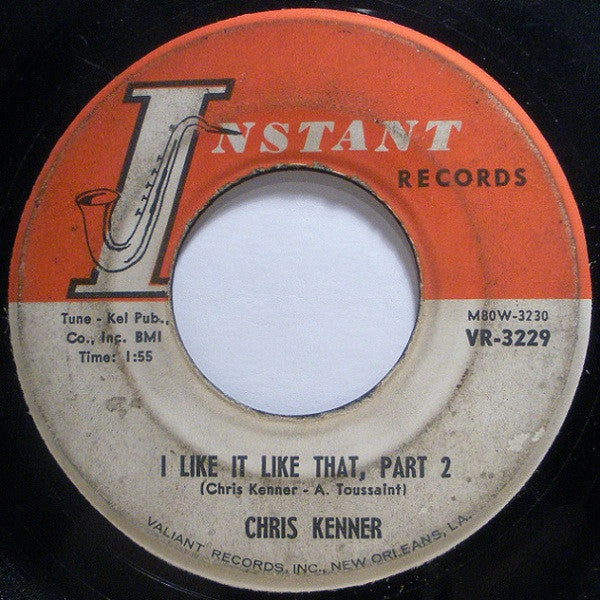 INSTANT
RECORDS
Tune - Kel Pub.,
Co., Inc. BMI
Time: 1:55
M80W-3230
VR-3229
I LIKE IT LIKE THAT, PART 2
(Chris Kenner - A. Toussaint)
CHRIS KENNER
VALIANT RECORDS, INC., NEW ORLEANS, LA.